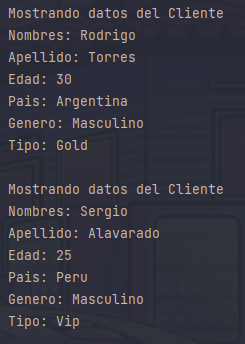 Mostrando datos del Cliente
Nombres: Rodrigo
Apellido: Torres
Edad: 30
Pais: Argentina
Genero: Masculino
Tipo: Gold
Mostrando datos del Cliente
Nombres: Sergio
Apellido: Alavarado
Edad: 25
Pais: Peru
Genero: Masculino
Tipo: Vip